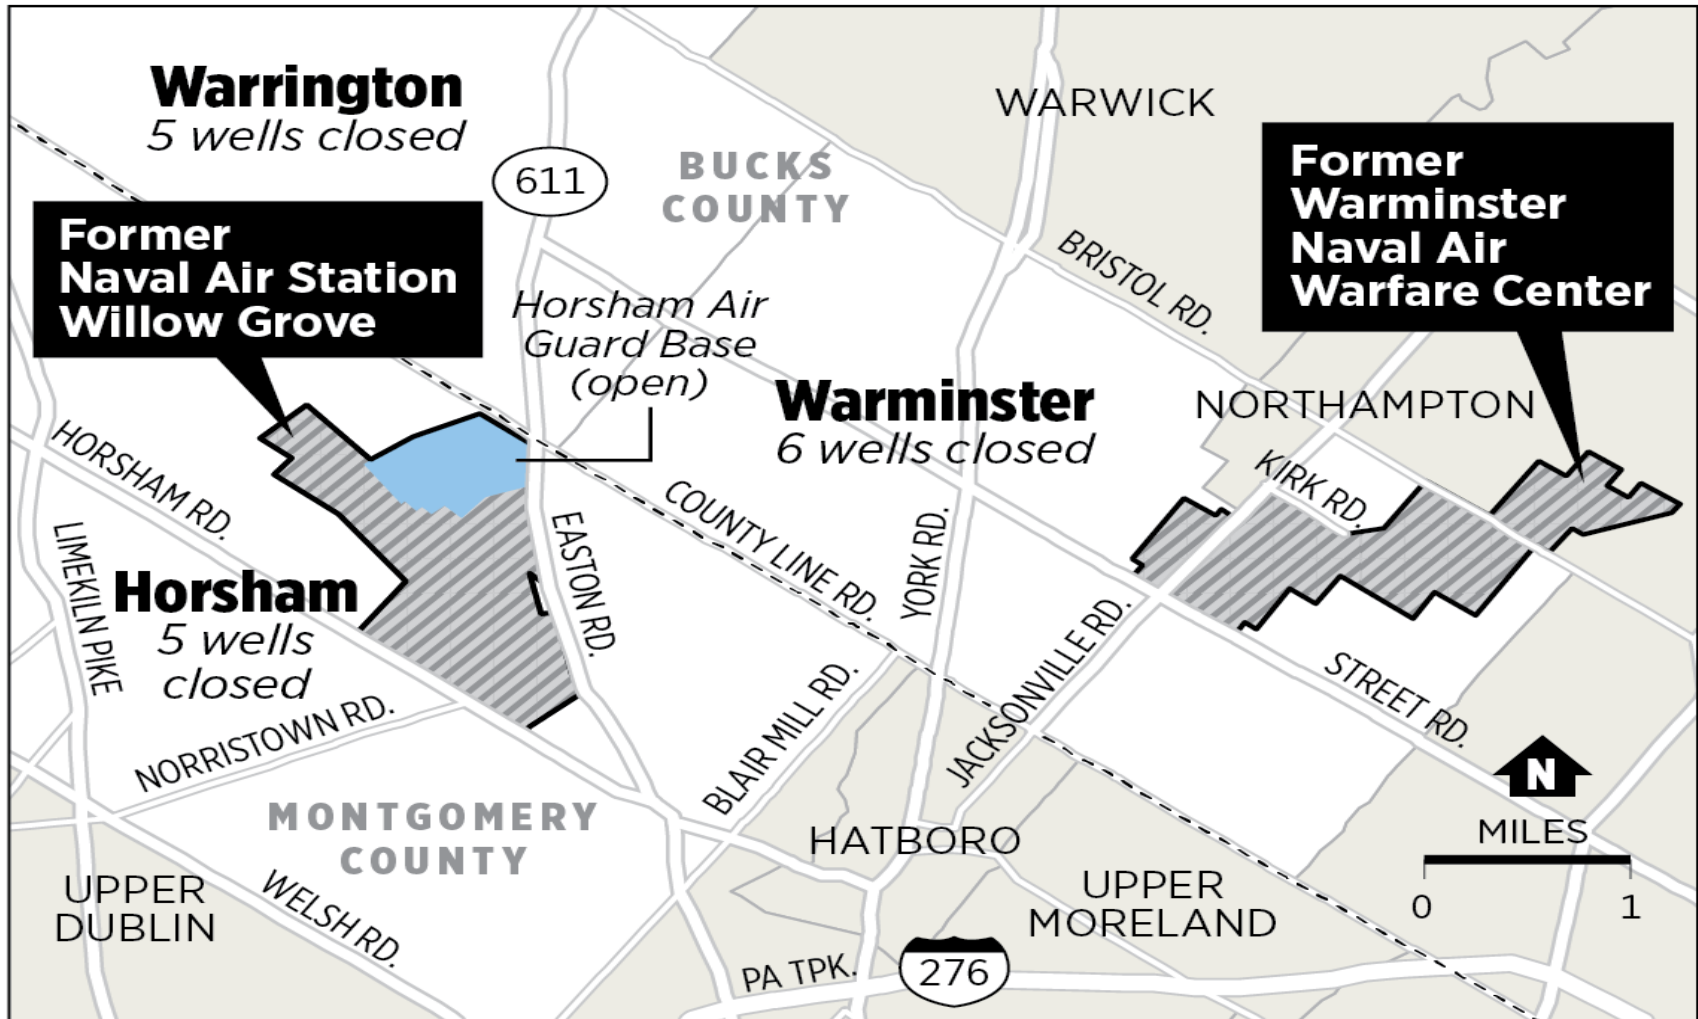 Warrington
5 wells closed
WARWICK
611
BUCKS
COUNTY
Former
Warminster
Naval Air
Warfare Center
Former
Naval Air Station
Willow Grove
Horsham Air
Guard Base
(open)
BRISTOL RD.
Warminster
6 wells closed
NORTHAMPTON
HORSHAM RD.
KIRK RD.
COUNTY LINE RD.
YORK RD.
EASTON RD.
LIMEKILN PIKE
Horsham
5 wells
closed
JACKSONVILLE RD.
STREET RD.
NORRISTOWN RD.
BLAIR MILL RD.
N
MILES
0 1
MONTGOMERY
COUNTY
HATBORO
UPPER
DUBLIN
WELSH RD.
UPPER
MORELAND
PA TPK.
276